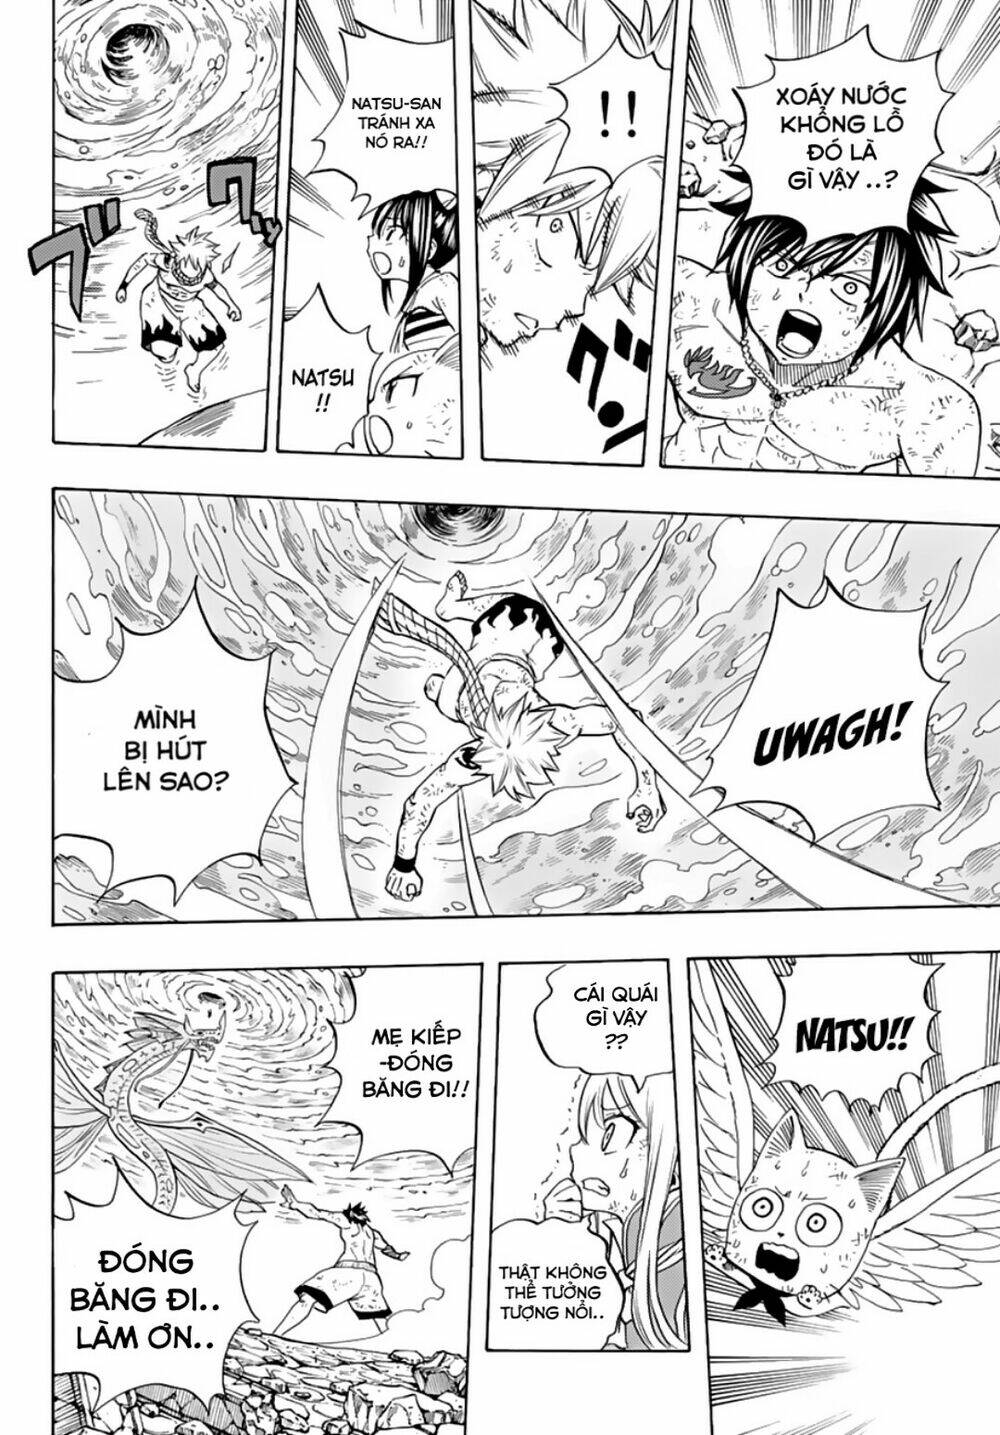 XOÁY NƯỚC
KHỔNG LỒ
ĐÓ LÀ
GÌ VẬY ..?
!!
グッ
NATSU-SAN
TRÁNH XA
NÓ RA!!
NATSU
!!
UWAGH!
MÌNH
BỊ HÚT
LÊN SAO?
NATSU!!
CÁI QUÁI
GÌ VẬY
??
THẬT KHÔNG
THỂ TƯỞNG
TƯỢNG NỔI..
MẸ KIẾP
-ĐÓNG
BĂNG ĐI!!
ĐÓNG
BĂNG ĐI..
LÀM ƠN..